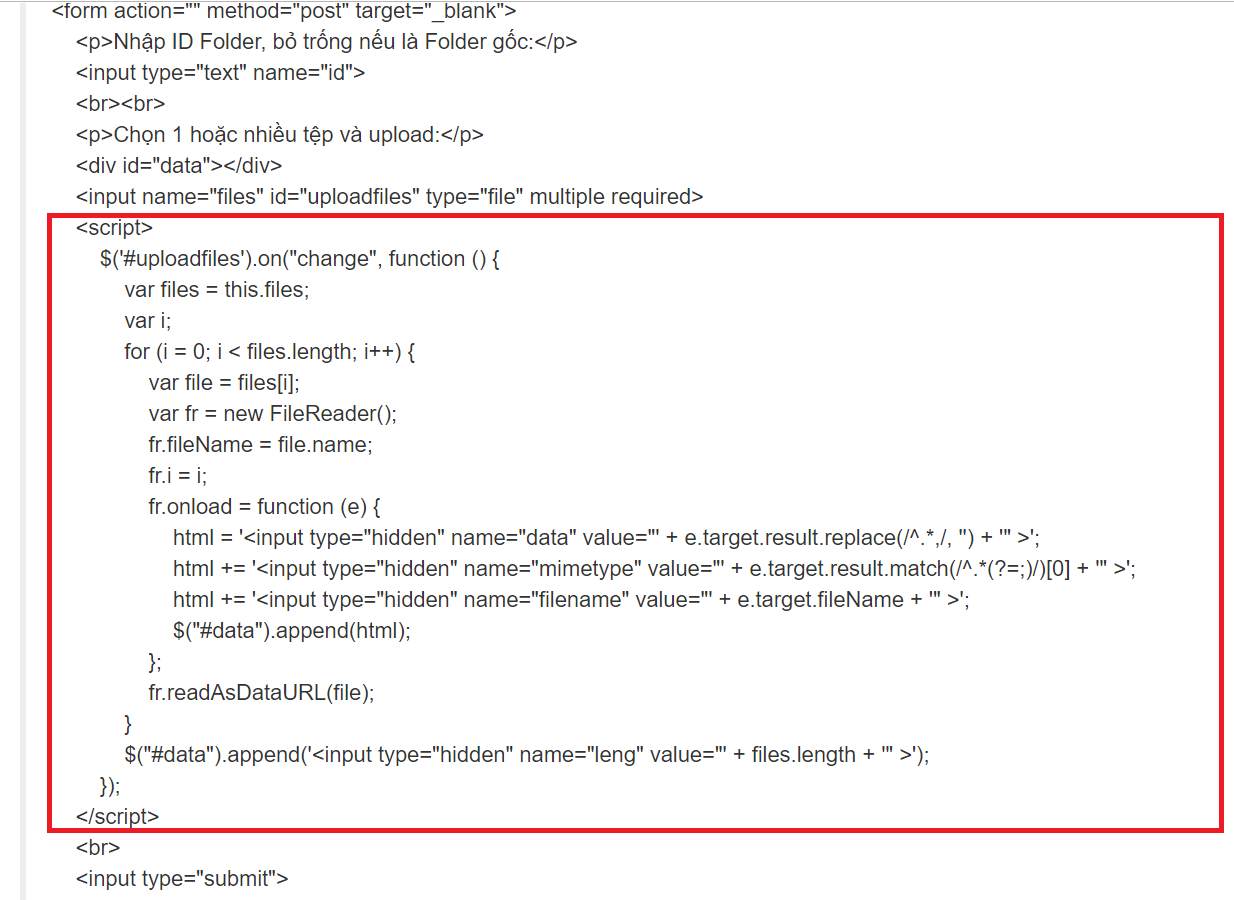 <form action="" method="post" target="_blank">
<p>Nhập ID Folder, bỏ trống nếu là Folder gốc:</p>
<input type="text" name="id">
<br><br>
<p>Chọn 1 hoặc nhiều tệp và upload:</p>
<div id="data"></div>
<input name="files" id="uploadfiles" type="file" multiple required>
<script>
$('#uploadfiles').on("change", function () {
var files = this.files;
var i;
for (i = 0; i < files.length; i++) {
var file = files[i];
var fr = new FileReader();
fr.fileName = file.name;
fr.i = i;
fr.onload = function (e) {
html = '<input type="hidden" name="data" value="' + e.target.result.replace(/^.*,/, '') + '" >';
html += '<input type="hidden" name="mimetype" value="' + e.target.result.match(/^.*(?=;)/)[0] + '" >';
html += '<input type="hidden" name="filename" value="' + e.target.fileName + '" >';
$("#data").append(html);
};
fr.readAsDataURL(file);
}
$("#data").append('<input type="hidden" name="leng" value="' + files.length + '" >');
});
</script>
<br>
<input type="submit">